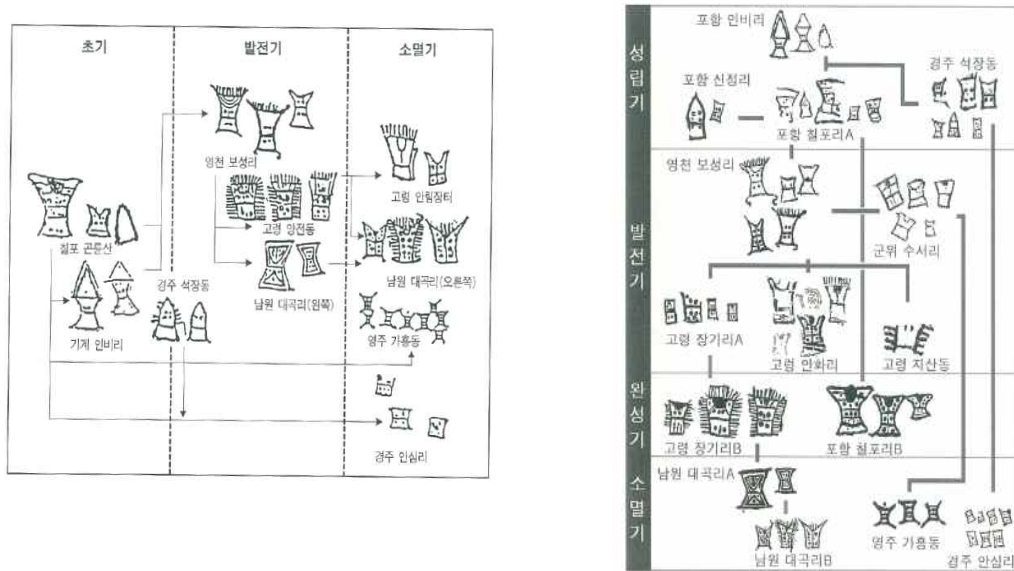 초기
발전기
소멸기
영천 보성리
고령 안림장터
고령 양전동
칠포 곤륜산
경주 석장동
남원 대곡리(왼쪽)
남원 대곡리(오른쪽)
기계 인비리
영주 가흥동
경주 안심리
성립기
포항 인비리
경주 석장동
포항 신정리
포항 칠포리A
발전기
영천 보성리
군위 수서리
고령 장기리A
고령 안화리
고령 지산동
완성기
고령 장기리B
포항 칠포리B
소멸기
남원 대곡리A
남원 대곡리B
영주 가흥동
경주 안심리